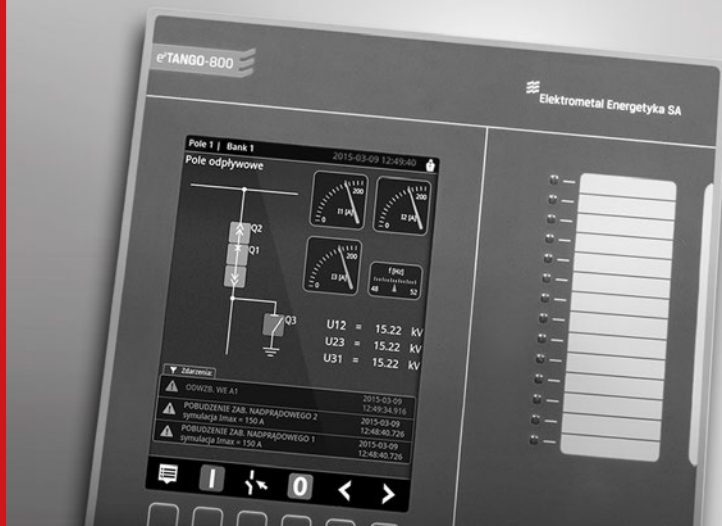 e²TANGO-800
Elektrometal Energetyka SA
Pole 1 | Bank 1
2015-03-09 12:49:40
Pole odpływowe
Q2
Q1
Q3
0
200
I1 [A]
0
200
I2 [A]
0
200
I3 [A]
f [Hz]
48
52
U12 = 15.22 kV
U23 = 15.22 kV
U31 = 15.22 kV
Zdarzenia:
ODWZB. WE A1
2015-03-09
12:49:34.916
POBUDZENIE ZAB. NADPRĄDOWEGO 2
symulacja Imax = 150 A
2015-03-09
12:48:40.726
POBUDZENIE ZAB. NADPRĄDOWEGO 1
symulacja Imax = 150 A
2015-03-09
12:48:40.726
I
0